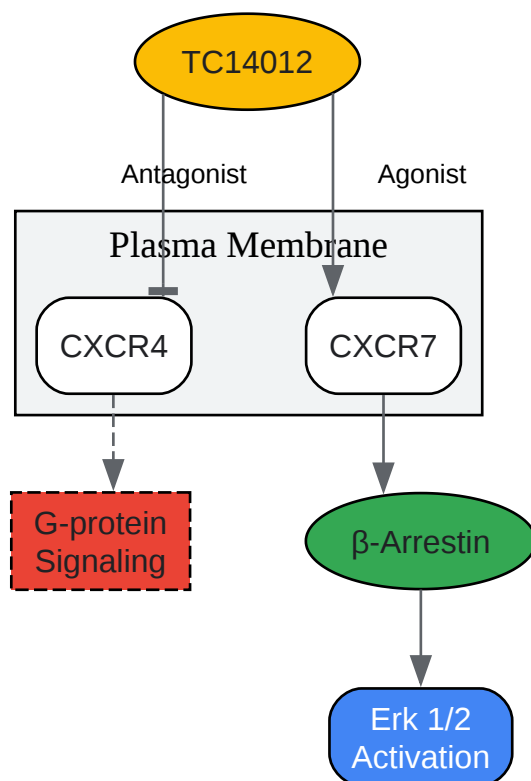 TC14012
Antagonist
Agonist
Plasma Membrane
CXCR4
CXCR7
G-protein
Signaling
β-Arrestin
Erk 1/2
Activation